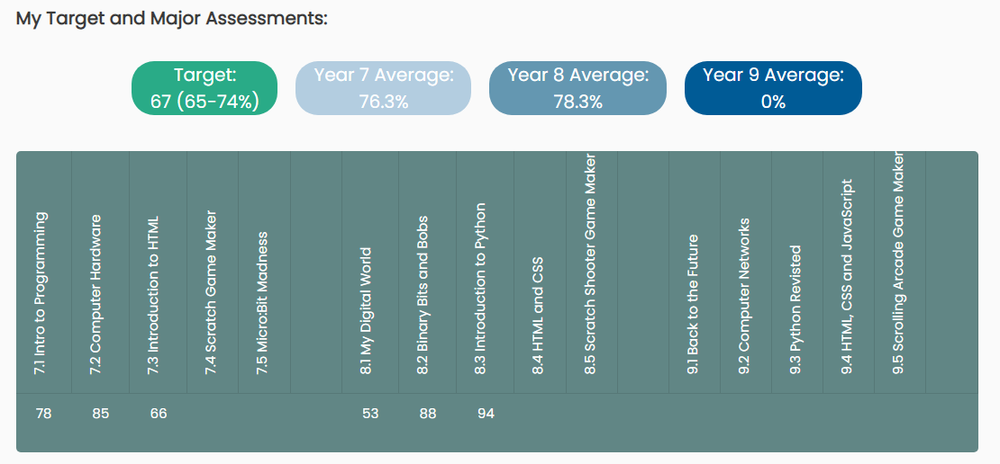 My Target and Major Assessments:
Target:
67 (65-74%)
Year 7 Average:
76.3%
Year 8 Average:
78.3%
Year 9 Average:
0%
7.1 Intro to Programming
7.2 Computer Hardware
7.3 Introduction to HTML
7.4 Scratch Game Maker
7.5 Micro:Bit Madness
8.1 My Digital World
8.2 Binary Bits and Bobs
8.3 Introduction to Python
8.4 HTML and CSS
8.5 Scratch Shooter Game Maker
9.1 Back to the Future
9.2 Computer Networks
9.3 Python Revisted
9.4 HTML, CSS and JavaScript
9.5 Scrolling Arcade Game Maker
78 85 66 53 88 94